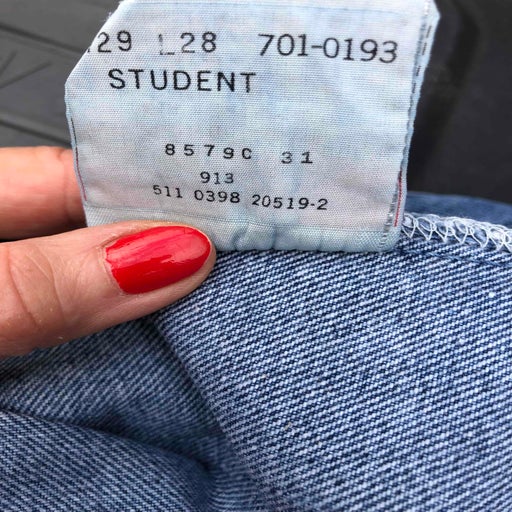 29 L28 701-0193
STUDENT
8579C 31
913
511 0398 20519-2